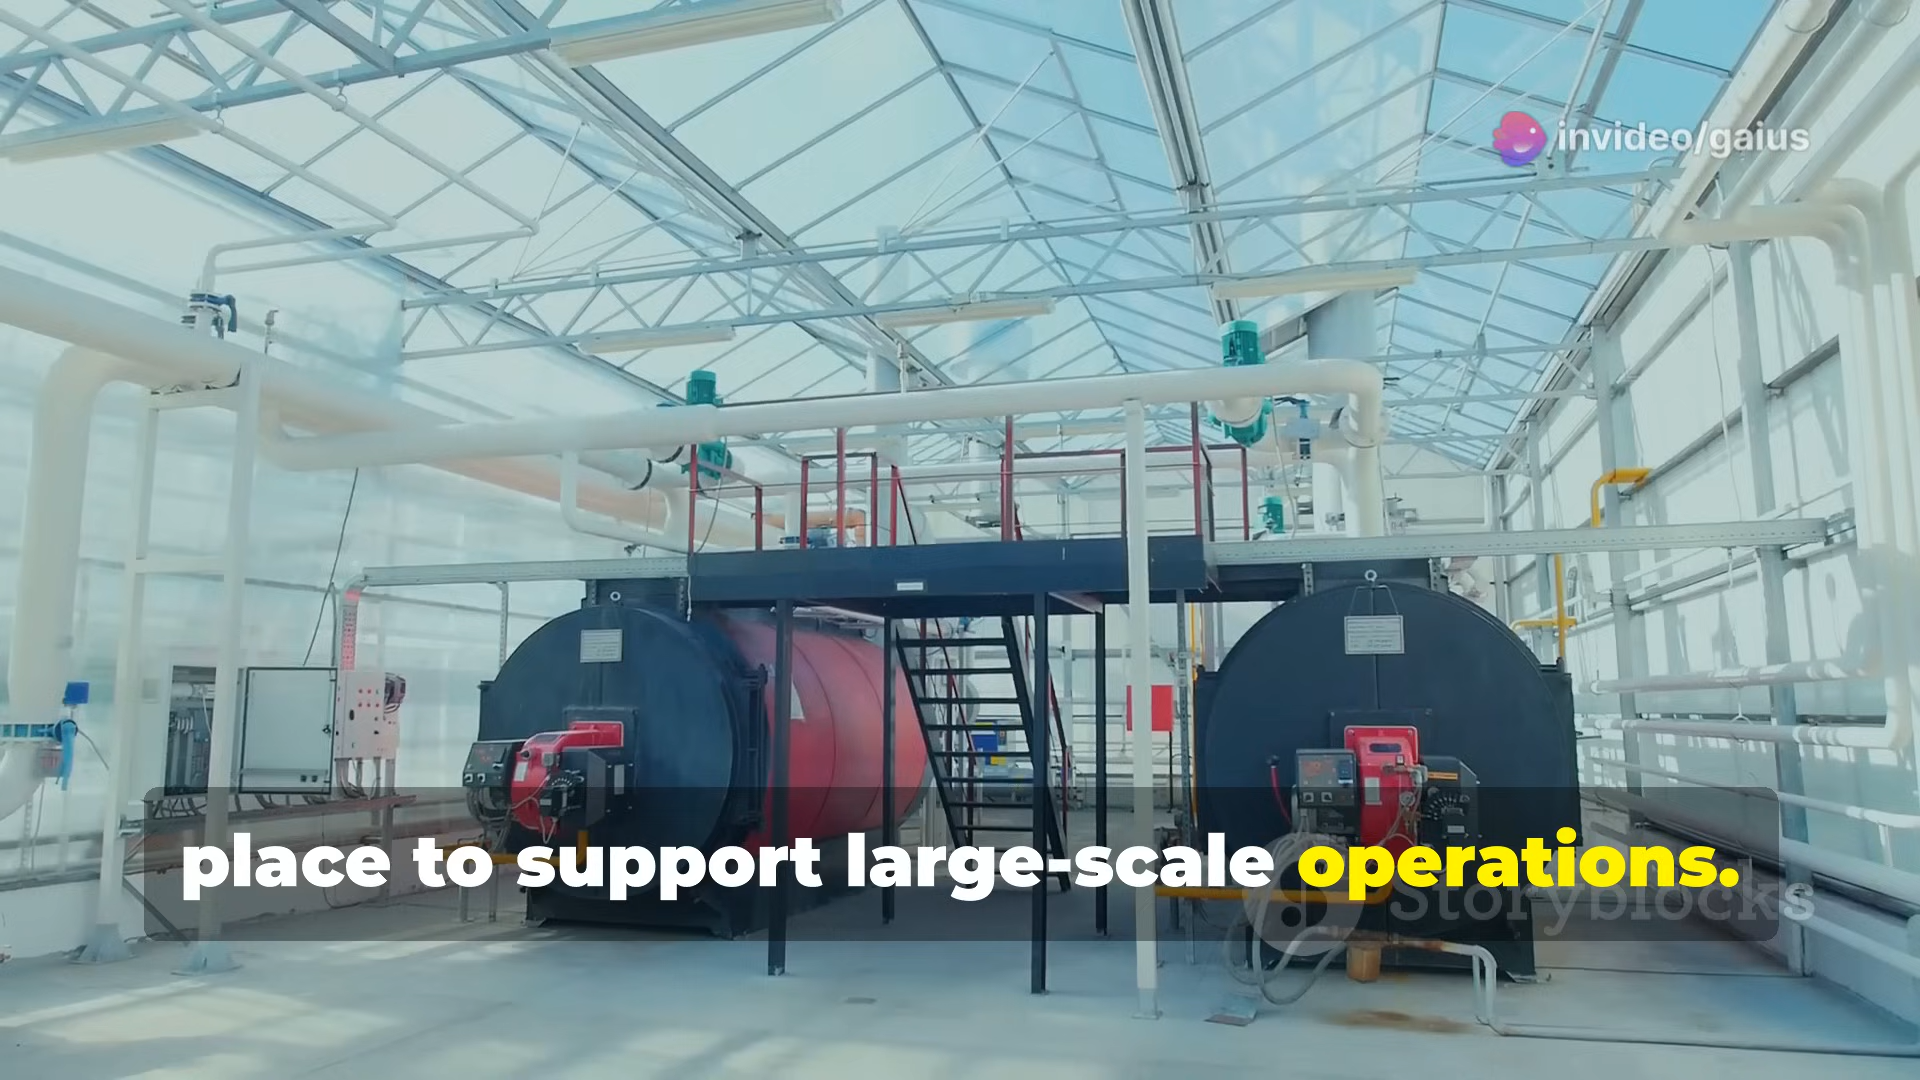 invideo/gaius
place to support large-scale operations.
Storyblocks